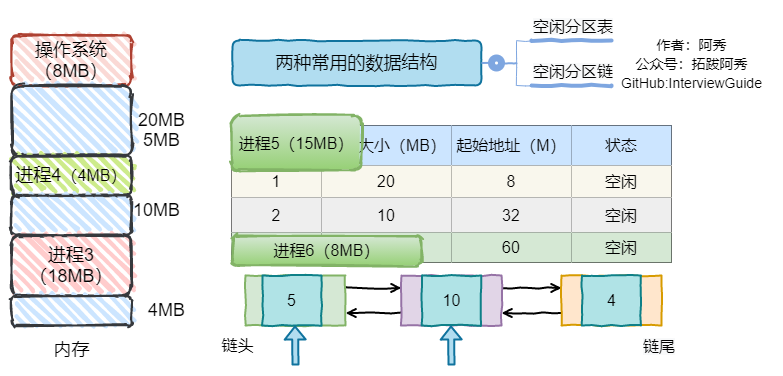 操作系统
（8MB）
20MB
5MB
进程4（4MB）
10MB
进程3
（18MB）
4MB
内存
两种常用的数据结构
空闲分区表
空闲分区链
作者：阿秀
公众号：拓跋阿秀
GitHub:InterviewGuide
进程5（15MB） 大小（MB） 起始地址（M） 状态
1 20 8 空闲
2 10 32 空闲
进程6（8MB） 60 空闲
5 10 4
链头 链尾